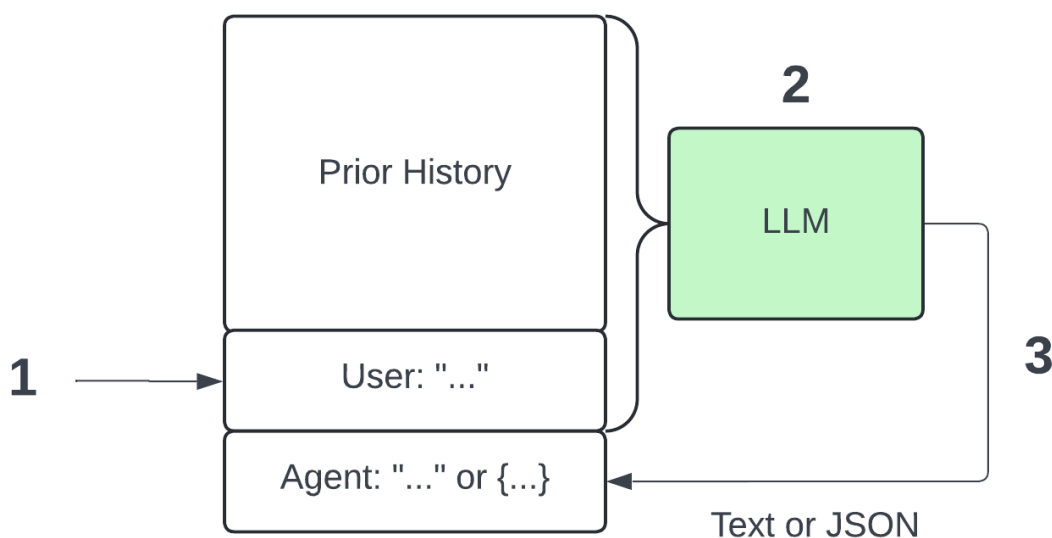 2
Prior History
LLM
3
1
User: "..."
Agent: "..." or {...}
Text or JSON